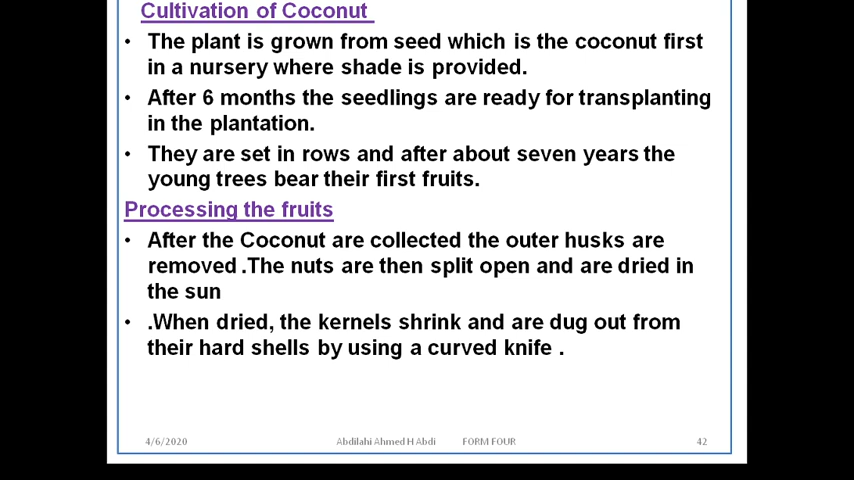 Cultivation of Coconut
• The plant is grown from seed which is the coconut first
in a nursery where shade is provided.
• After 6 months the seedlings are ready for transplanting
in the plantation.
• They are set in rows and after about seven years the
young trees bear their first fruits.
Processing the fruits
• After the Coconut are collected the outer husks are
removed .The nuts are then split open and are dried in
the sun
• .When dried, the kernels shrink and are dug out from
their hard shells by using a curved knife .
4/6/2020 Abdilahi Ahmed H Abdi FORM FOUR 42